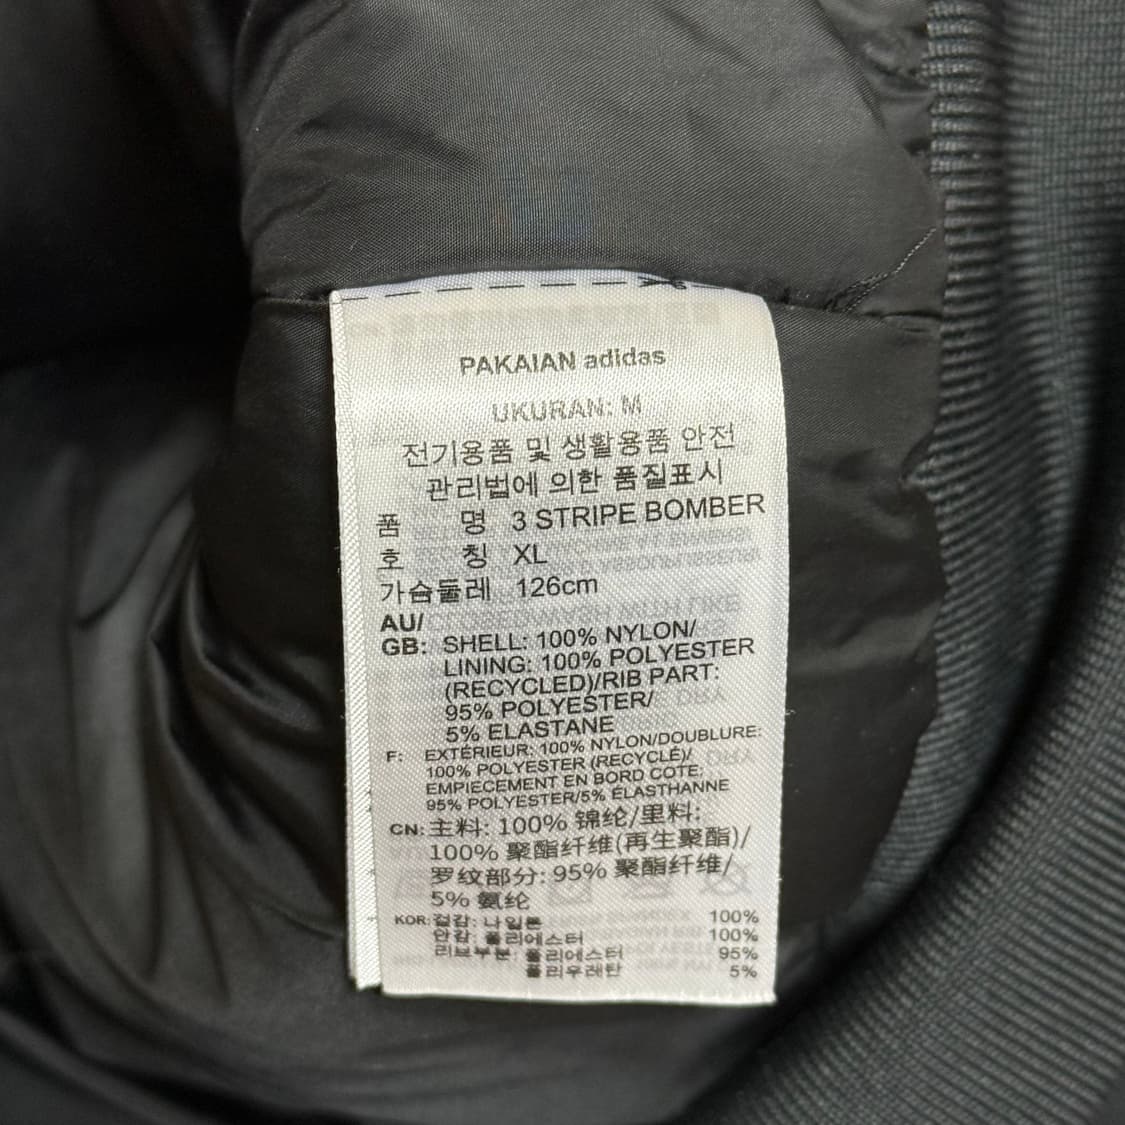 PAKAIAN adidas
UKURAN: M
전기용품 및 생활용품 안전
관리법에 의한 품질표시
품 명 3 STRIPE BOMBER
호 칭 XL
가슴둘레 126cm
AU/
GB: SHELL: 100% NYLON/
LINING: 100% POLYESTER
(RECYCLED)/RIB PART:
95% POLYESTER/
5% ELASTANE
F: EXTÉRIEUR: 100% NYLON/DOUBLURE:
100% POLYESTER (RECYCLÉ)/
EMPIECEMENT EN BORD COTE:
95% POLYESTER/5% ÉLASTHANNE
CN: 主料: 100% 锦纶/里料:
100% 聚酯纤维(再生聚酯)/
罗纹部分: 95% 聚酯纤维/
5% 氨纶
KOR: 겉감: 나일론 100%
안감: 폴리에스터 100%
리브부분: 폴리에스터 95%
폴리우레탄 5%